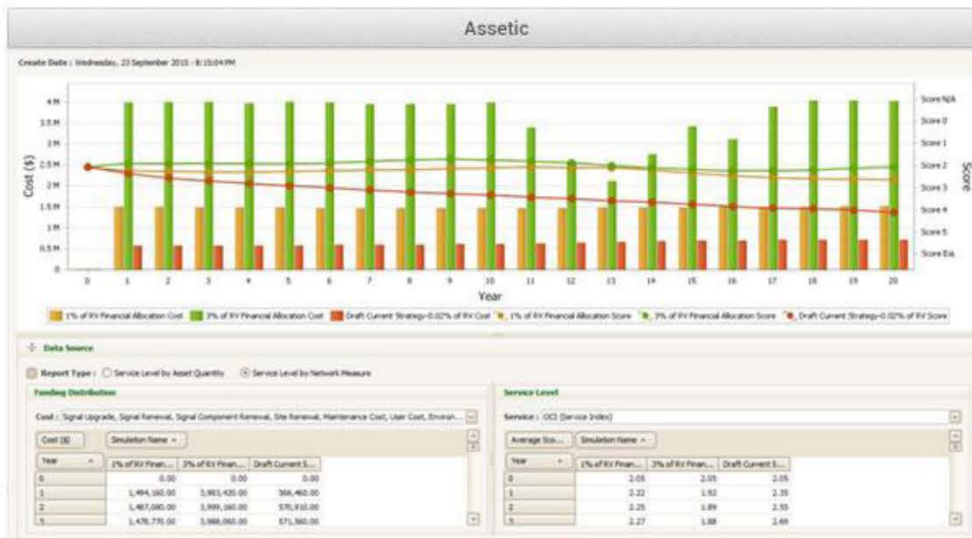 Assetic
Create Date : Wednesday, 23 September 2015 - 8:15:04 PM
4 M
3.5 M
3 M
2.5 M
2 M
1.5 M
1 M
0.5 M
0
Cost ($)
Score N/A
Score 0
Score 1
Score 2
Score 3
Score 4
Score 5
Score
0 1 2 3 4 5 6 7 8 9 10 11 12 13 14 15 16 17 18 19 20
Year
1% of RV Financial Allocation Cost 3% of RV Financial Allocation Cost Draft Current Strategy-0.02% of RV Cost 1% of RV Financial Allocation Score 3% of RV Financial Allocation Score Draft Current Strategy-0.02% of RV Score
Data Source
Report Type : Service Level by Asset Quantity Service Level by Network Measure
Funding Distribution
Cost : Signal Upgrade, Signal Renewal, Signal Component Renewal, Site Renewal, Maintenance Cost, User Cost, Environ...
Cost ($) Simulation Name
Year 1% of RV Finan... 3% of RV Finan... Draft Current S...
0 0.00 0.00 0.00
1 1,494,160.00 3,983,420.00 566,460.00
2 1,487,080.00 3,999,160.00 570,910.00
3 1,478,770.00 3,988,060.00 571,560.00
Service Level
Service : OCI (Service Index)
Average Sco... Simulation Name
Year 1% of RV Finan... 3% of RV Finan... Draft Current S...
0 2.05 2.05 2.05
1 2.22 1.92 2.35
2 2.25 1.89 2.55
3 2.27 1.88 2.69